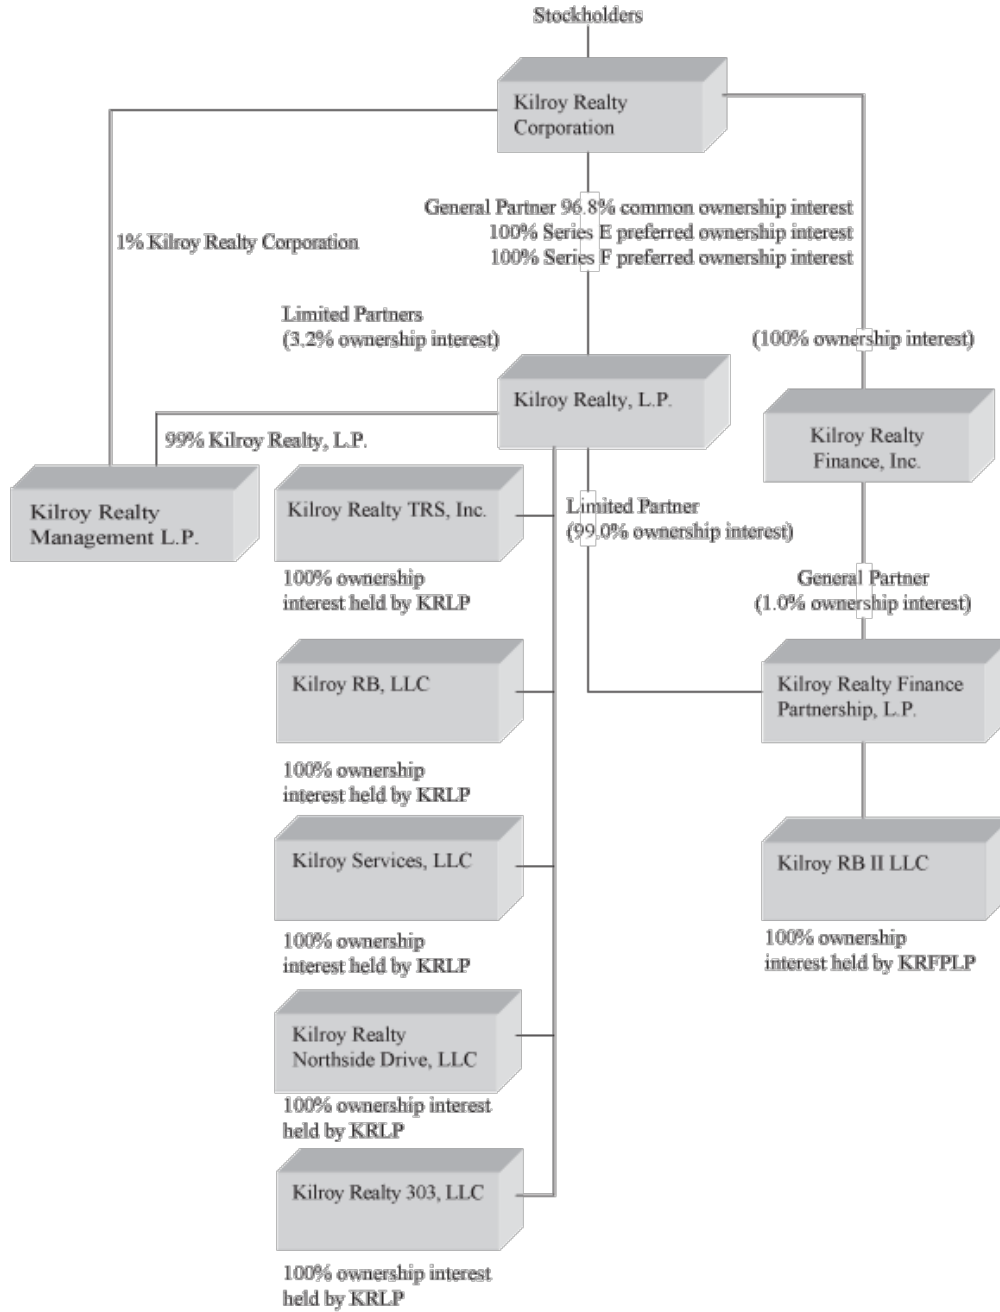 Stockholders
Kilroy Realty
Corporation
General Partner 96.8% common ownership interest
100% Series E preferred ownership interest
100% Series F preferred ownership interest
1% Kilroy Realty Corporation
Limited Partners
(3.2% ownership interest)
(100% ownership interest)
Kilroy Realty, L.P.
99% Kilroy Realty, L.P.
Kilroy Realty
Finance, Inc.
Kilroy Realty
Management L.P.
Kilroy Realty TRS, Inc.
Limited Partner
(99.0% ownership interest)
100% ownership
interest held by KRLP
General Partner
(1.0% ownership interest)
Kilroy RB, LLC
Kilroy Realty Finance
Partnership, L.P.
100% ownership
interest held by KRLP
Kilroy Services, LLC
Kilroy RB II LLC
100% ownership
interest held by KRLP
100% ownership
interest held by KRFPLP
Kilroy Realty
Northside Drive, LLC
100% ownership interest
held by KRLP
Kilroy Realty 303, LLC
100% ownership interest
held by KRLP